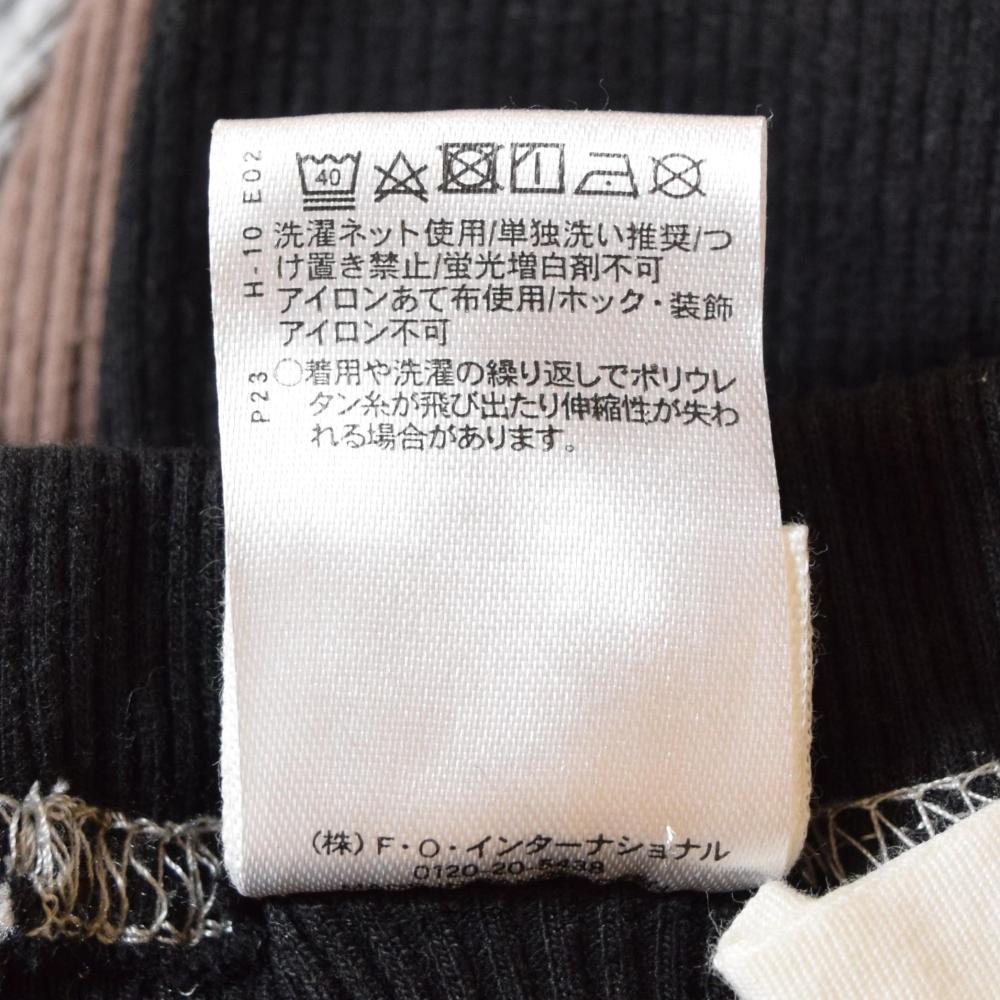 40
H-10 E02
P23
洗濯ネット使用/単独洗い推奨/つ
け置き禁止/蛍光増白剤不可
アイロンあて布使用/ホック・装飾
アイロン不可
○着用や洗濯の繰り返しでポリウレ
タン糸が飛び出たり伸縮性が失わ
れる場合があります。
(株)F・O・インターナショナル
0120-20-5438